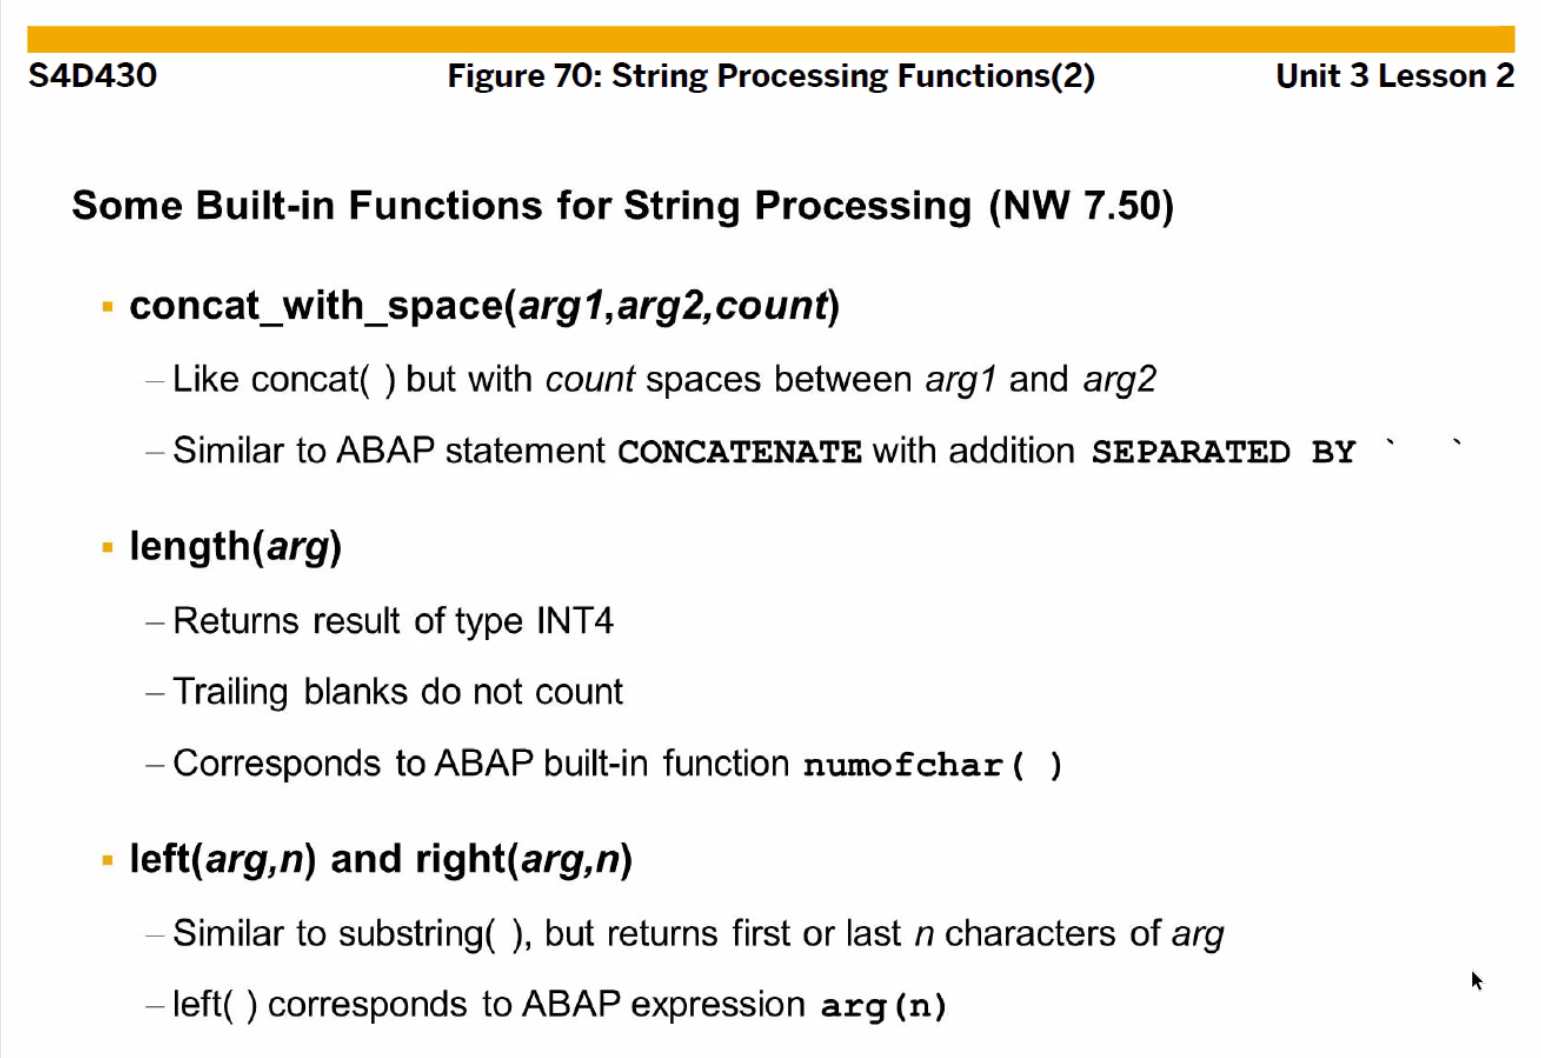 S4D430 Figure 70: String Processing Functions(2) Unit 3 Lesson 2
Some Built-in Functions for String Processing (NW 7.50)
▪ concat_with_space(arg1,arg2,count)
– Like concat( ) but with count spaces between arg1 and arg2
– Similar to ABAP statement CONCATENATE with addition SEPARATED BY `  `
▪ length(arg)
– Returns result of type INT4
– Trailing blanks do not count
– Corresponds to ABAP built-in function numofchar( )
▪ left(arg,n) and right(arg,n)
– Similar to substring( ), but returns first or last n characters of arg
– left( ) corresponds to ABAP expression arg(n)